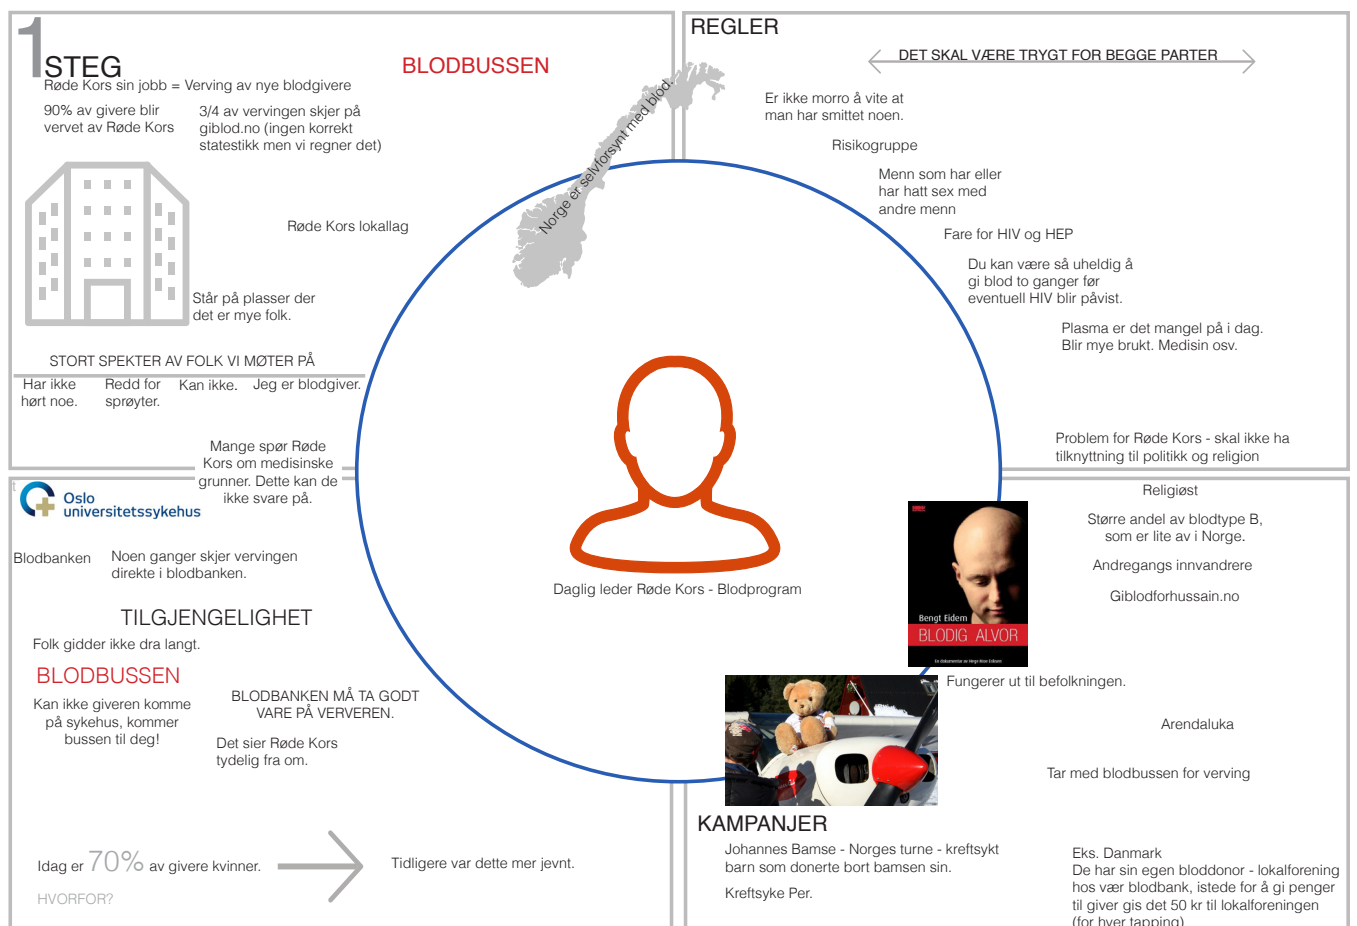 1STEG
BLODBUSSEN
Røde Kors sin jobb = Verving av nye blodgivere
90% av givere blir
vervet av Røde Kors
3/4 av vervingen skjer på
giblod.no (ingen korrekt
statestikk men vi regner det)
Norge er selvforsynt med blod.
Røde Kors lokallag
Står på plasser der
det er mye folk.
STORT SPEKTER AV FOLK VI MØTER PÅ
Har ikke
hørt noe.
Redd for
sprøyter.
Kan ikke.
Jeg er blodgiver.
Mange spør Røde
Kors om medisinske
grunner. Dette kan de
ikke svare på.
REGLER
DET SKAL VÆRE TRYGT FOR BEGGE PARTER
Er ikke morro å vite at
man har smittet noen.
Risikogruppe
Menn som har eller
har hatt sex med
andre menn
Fare for HIV og HEP
Du kan være så uheldig å
gi blod to ganger før
eventuell HIV blir påvist.
Plasma er det mangel på i dag.
Blir mye brukt. Medisin osv.
Problem for Røde Kors - skal ikke ha
tilknyttning til politikk og religion
Daglig leder Røde Kors - Blodprogram
t
Oslo
universitetssykehus
Blodbanken
Noen ganger skjer vervingen
direkte i blodbanken.
TILGJENGELIGHET
Folk gidder ikke dra langt.
BLODBUSSEN
Kan ikke giveren komme
på sykehus, kommer
bussen til deg!
BLODBANKEN MÅ TA GODT
VARE PÅ VERVEREN.
Det sier Røde Kors
tydelig fra om.
Idag er 70% av givere kvinner.
HVORFOR?
Tidligere var dette mer jevnt.
Religiøst
Større andel av blodtype B,
som er lite av i Norge.
Andregangs innvandrere
Giblodforhussain.no
Bengt Eidem
BLODIG ALVOR
Fungerer ut til befolkningen.
Arendaluka
Tar med blodbussen for verving
KAMPANJER
Johannes Bamse - Norges turne - kreftsykt
barn som donerte bort bamsen sin.
Kreftsyke Per.
Eks. Danmark
De har sin egen bloddonor - lokalforening
hos vær blodbank, istede for å gi penger
til giver gis det 50 kr til lokalforeningen
(for hver tapping)